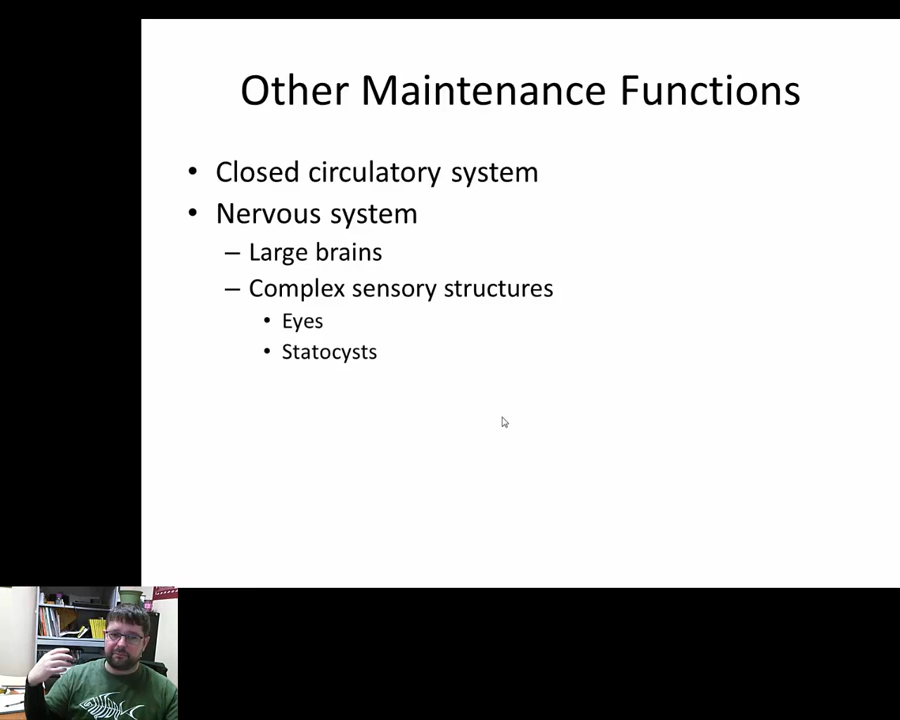 Other Maintenance Functions
• Closed circulatory system
• Nervous system
– Large brains
– Complex sensory structures
• Eyes
• Statocysts